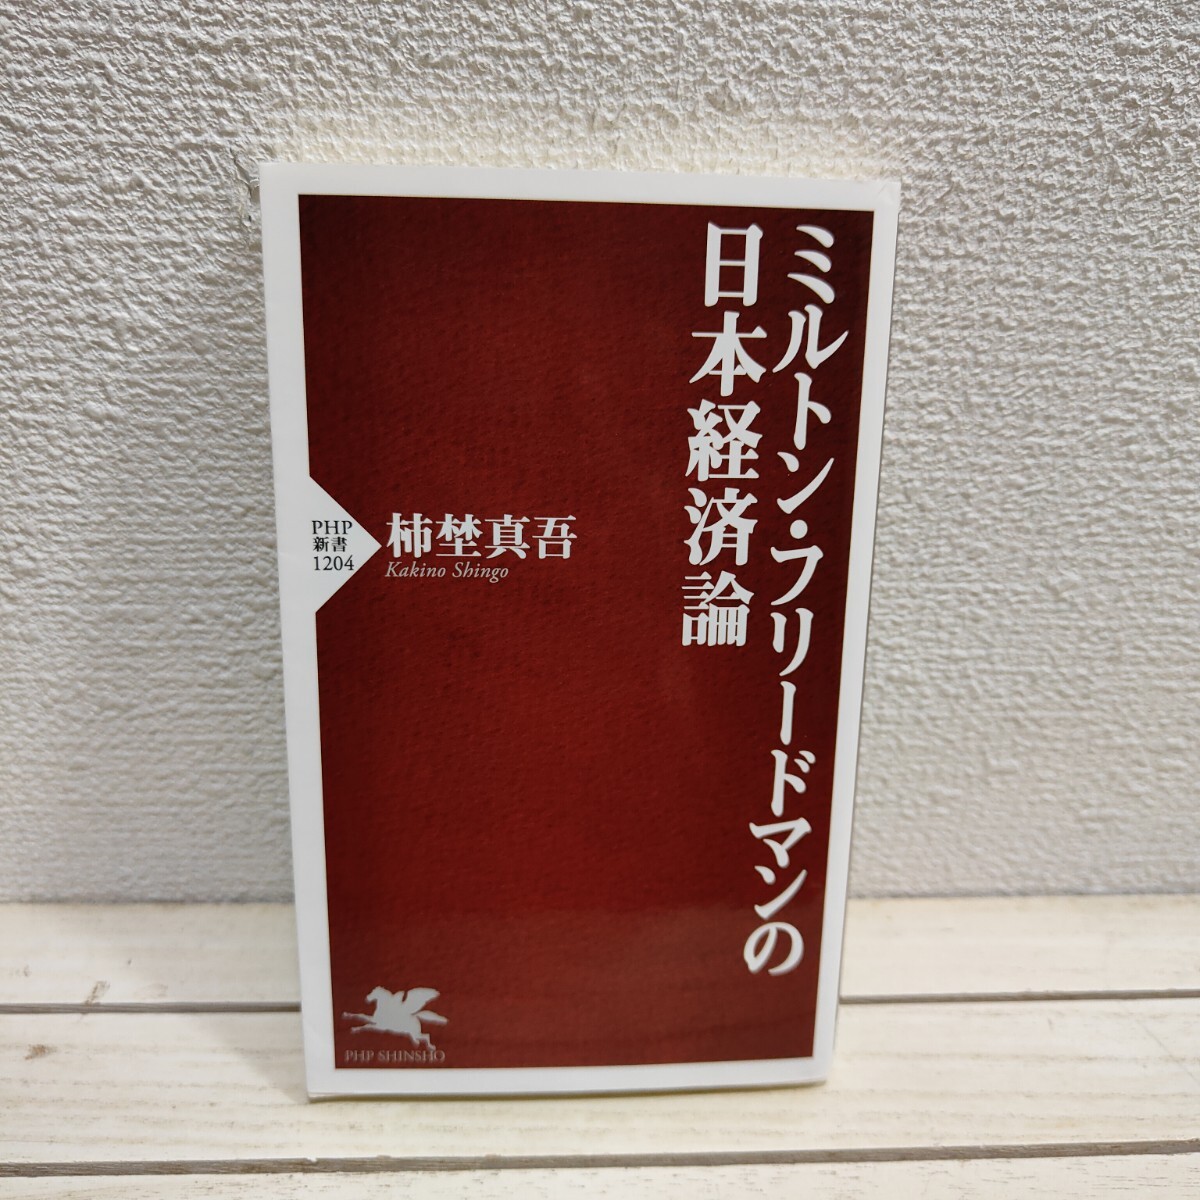 ミルトン・フリードマンの
日本経済論
柿埜真吾
Kakino Shingo
PHP
新書
1204
PHP SHINSHO